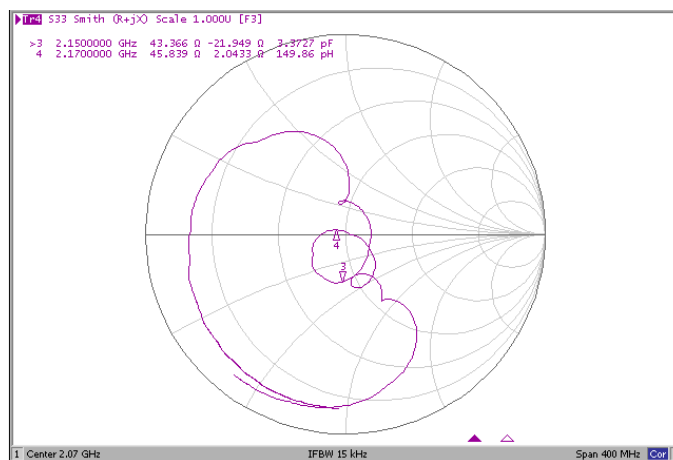 Tr4 S33 Smith (R+jX) Scale 1.000U [F3]
>3 2.1500000 GHz 43.366 Ω -21.949 Ω 3.3727 pF
4 2.1700000 GHz 45.839 Ω 2.0433 Ω 149.86 pH
4
3
1 Center 2.07 GHz IFBW 15 kHz Span 400 MHz Cor